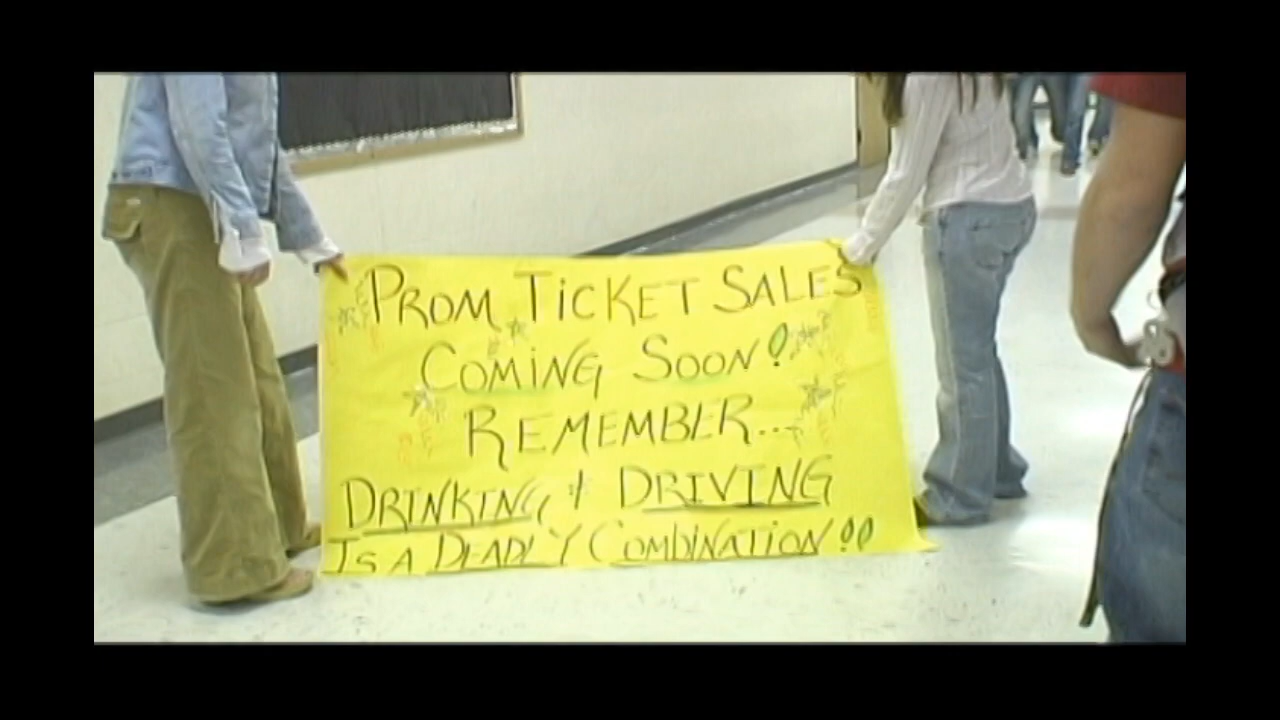 PROM TICKET SALES
COMING SOON!
REMEMBER...
DRINKING & DRIVING
IS A DEADLY COMBINATION!!